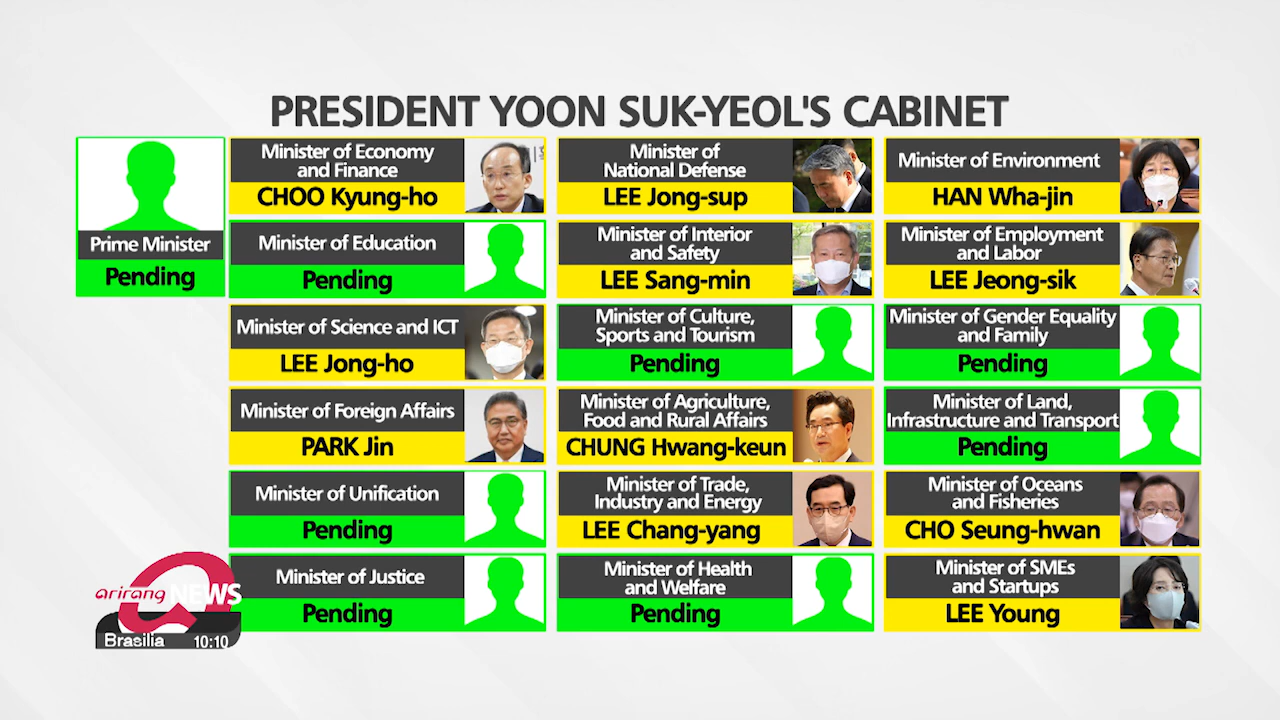 PRESIDENT YOON SUK-YEOL'S CABINET
Prime Minister
Pending
Minister of Economy
and Finance
CHOO Kyung-ho
Minister of Education
Pending
Minister of Science and ICT
LEE Jong-ho
Minister of Foreign Affairs
PARK Jin
Minister of Unification
Pending
Minister of Justice
Pending
Minister of
National Defense
LEE Jong-sup
Minister of Interior
and Safety
LEE Sang-min
Minister of Culture,
Sports and Tourism
Pending
Minister of Agriculture,
Food and Rural Affairs
CHUNG Hwang-keun
Minister of Trade,
Industry and Energy
LEE Chang-yang
Minister of Health
and Welfare
Pending
Minister of Environment
HAN Wha-jin
Minister of Employment
and Labor
LEE Jeong-sik
Minister of Gender Equality
and Family
Pending
Minister of Land,
Infrastructure and Transport
Pending
Minister of Oceans
and Fisheries
CHO Seung-hwan
Minister of SMEs
and Startups
LEE Young
arirang NEWS
Brasilia 10:10